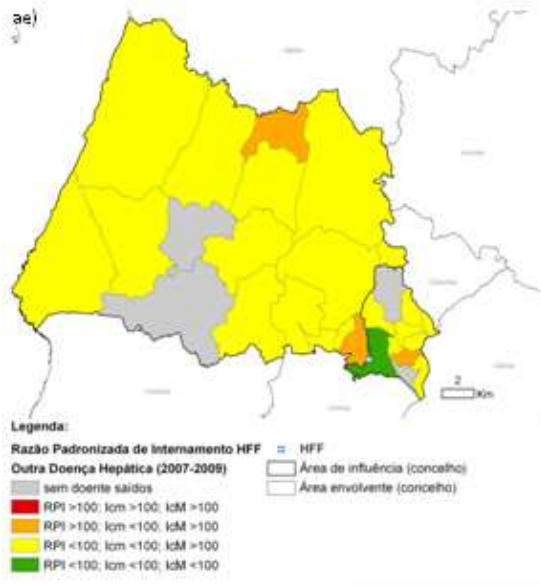 ae)
2
Km
Legenda:
Razão Padronizada de Internamento HFF
Outra Doença Hepática (2007-2009)
sem doente saídos
RPI >100; Icm >100; IcM >100
RPI >100; Icm <100; IcM >100
RPI <100; Icm <100; IcM >100
RPI <100; Icm <100; IcM <100
HFF
Área de influência (concelho)
Área envolvente (concelho)